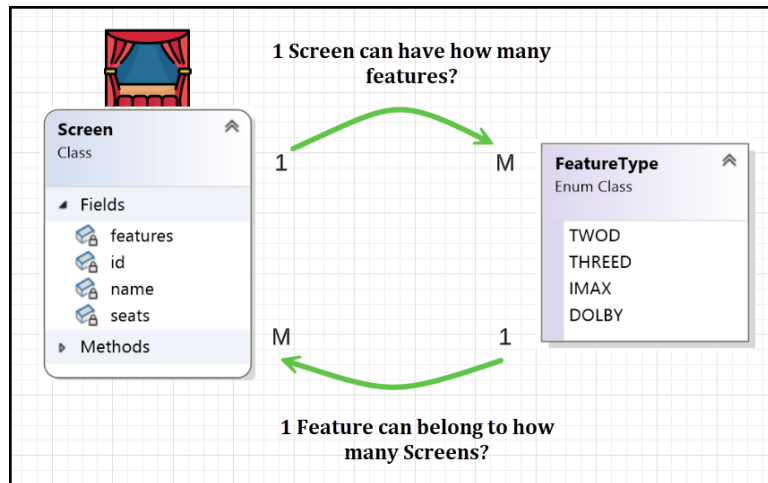 1 Screen can have how many
features?
Screen
Class
1
M
FeatureType
Enum Class
Fields
features
id
name
seats
Methods
TWOD
THREED
IMAX
DOLBY
M
1
1 Feature can belong to how
many Screens?